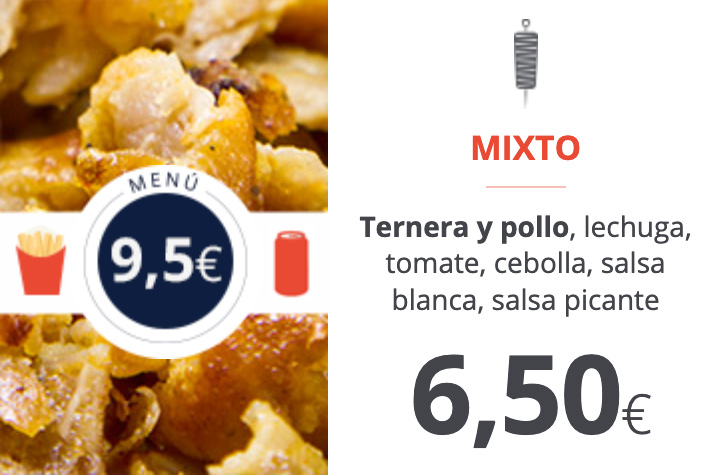 MENÚ
9,5€
MIXTO
Ternera y pollo, lechuga,
tomate, cebolla, salsa
blanca, salsa picante
6,50€